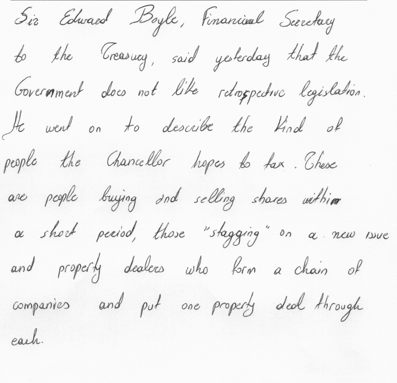 Sir Edward Boyle, Financial Secretary
to the Treasury, said yesterday that the
Government does not like retrospective legislation.
He went on to describe the kind of
people the Chancellor hopes to tax. These
are people buying and selling shares within
a short period, those "stagging" on a new issue
and property dealers who form a chain of
companies and put one property deal through
each.